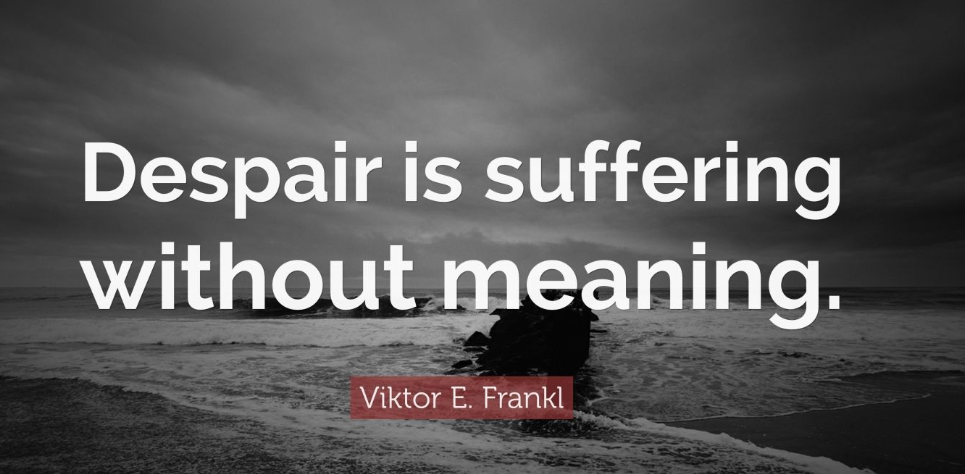 Despair is suffering
without meaning.
Viktor E. Frankl